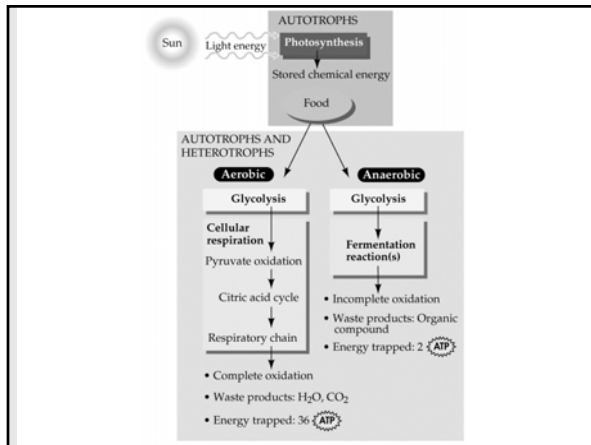 AUTOTROPHS
Sun
Light energy
Photosynthesis
Stored chemical energy
Food
AUTOTROPHS AND
HETEROTROPHS
Aerobic
Glycolysis
Cellular
respiration
Pyruvate oxidation
Citric acid cycle
Respiratory chain
• Complete oxidation
• Waste products: H₂O, CO₂
• Energy trapped: 36 ATP
Anaerobic
Glycolysis
Fermentation
reaction(s)
• Incomplete oxidation
• Waste products: Organic
compound
• Energy trapped: 2 ATP